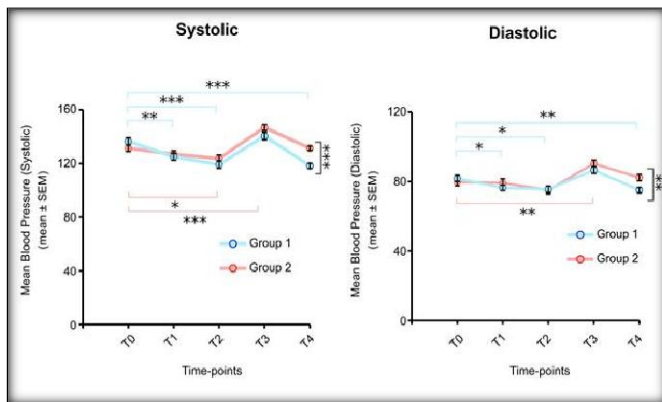 Systolic
***
***
**
160
120
80
40
0
Mean Blood Pressure (Systolic)
(mean ± SEM)
***
*
***
Group 1
Group 2
T0 T1 T2 T3 T4
Time-points
Diastolic
**
*
*
120
80
40
0
Mean Blood Pressure (Diastolic)
(mean ± SEM)
**
**
Group 1
Group 2
T0 T1 T2 T3 T4
Time-points